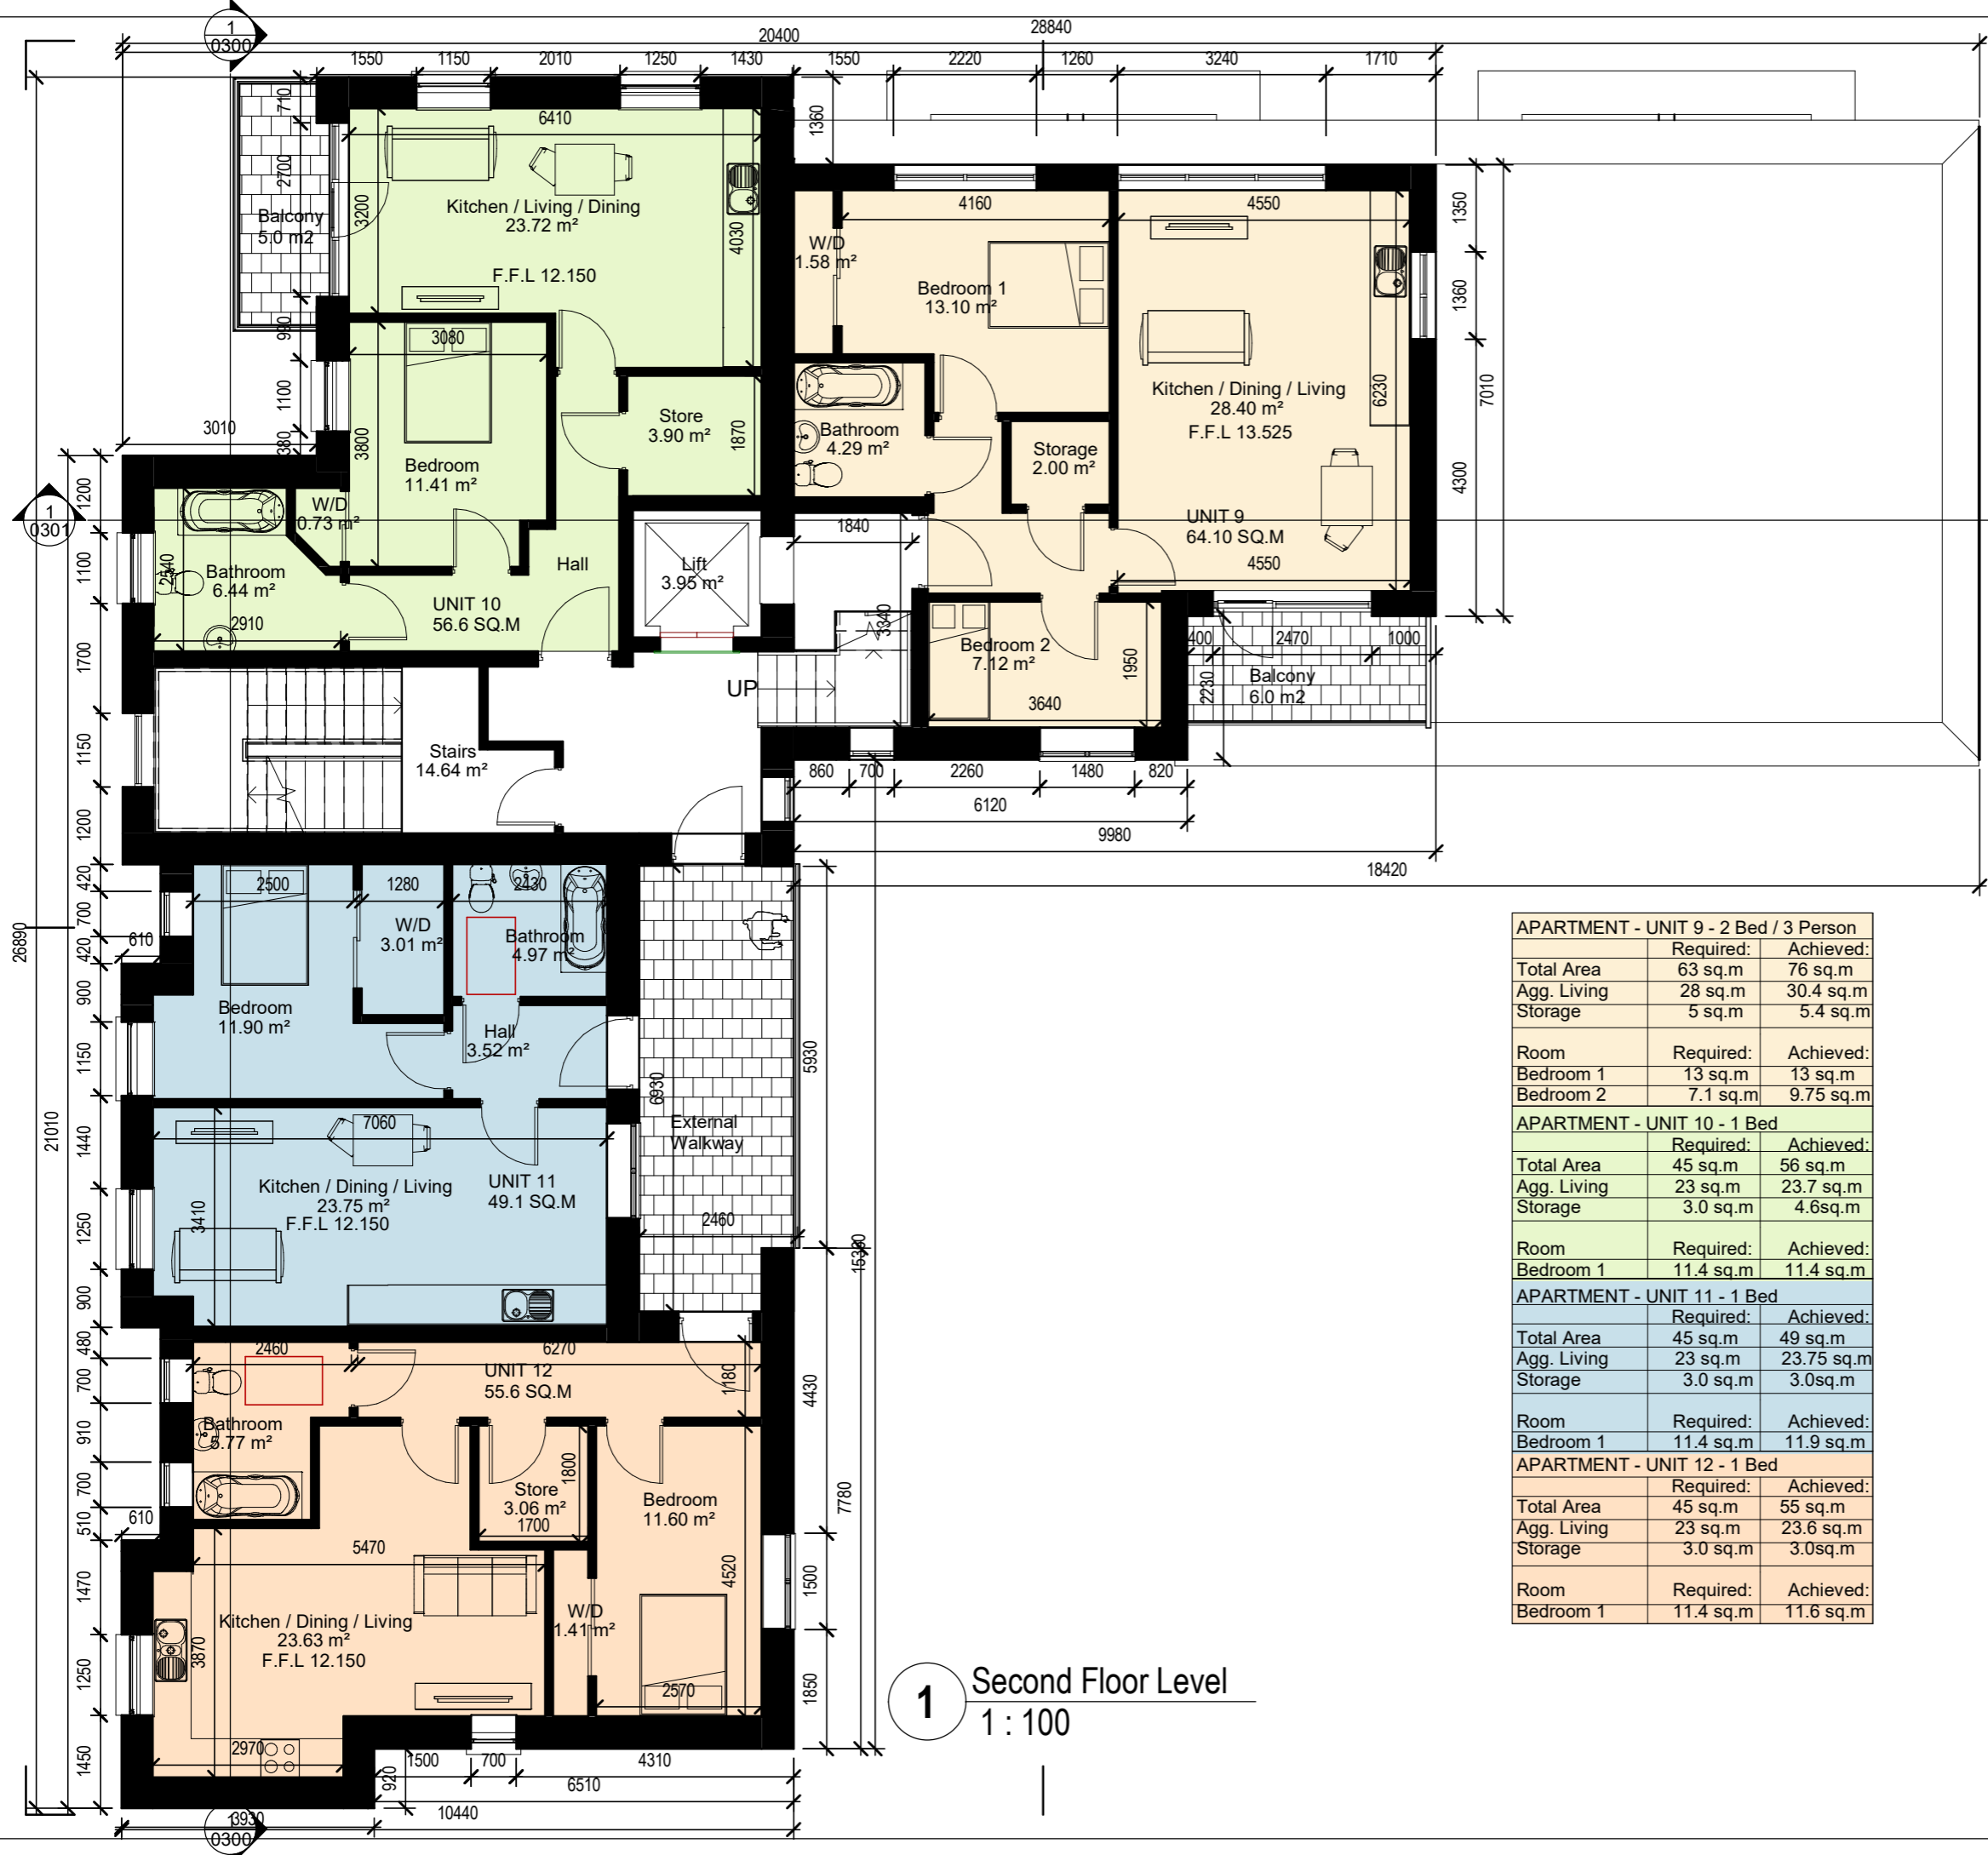 1
0300
28840
20400
1550 1150 2010 1250 1430 1550 2220 1260 3240 1710
710
2700
990
1100
380
3010
1360
6410
Kitchen / Living / Dining
23.72 m²
F.F.L 12.150
3200
4030
Balcony
5.0 m2
3080
3800
Bedroom
11.41 m²
Store
3.90 m²
1870
W/D
0.73 m²
Bathroom
6.44 m²
2540
2910
Hall
UNIT 10
56.6 SQ.M
Lift
3.95 m²
W/D
1.58 m²
4160
Bedroom 1
13.10 m²
4550
Kitchen / Dining / Living
28.40 m²
F.F.L 13.525
6230
1350
1360
7010
4300
Bathroom
4.29 m²
Storage
2.00 m²
UNIT 9
64.10 SQ.M
4550
1840
3340
Bedroom 2
7.12 m²
1950
3640
400 2470 1000
2230
Balcony
6.0 m2
UP
Stairs
14.64 m²
860 700 2260 1480 820
6120
9980
18420
1
0301
1200
1100
1700
1150
1200
420
700
420
610
900
1150
1440
1250
900
480
700
910
700
510
610
1470
1250
1450
26890
21010
2500 1280 2430
W/D
3.01 m²
Bathroom
4.97 m²
Bedroom
11.90 m²
Hall
3.52 m²
7060
Kitchen / Dining / Living
23.75 m²
F.F.L 12.150
UNIT 11
49.1 SQ.M
3410
6930
5930
External
Walkway
2460
15380
2460 6270
UNIT 12
55.6 SQ.M
1180
4430
Bathroom
5.77 m²
Store
3.06 m²
1800
1700
Bedroom
11.60 m²
7780
5470
4520
1500
Kitchen / Dining / Living
23.63 m²
F.F.L 12.150
3870
W/D
1.41 m²
2570
1850
2970
1500 700 4310
920
6510
10440
3930
0300
1
Second Floor Level
1 : 100
APARTMENT - UNIT 9 - 2 Bed / 3 Person
Required: Achieved:
Total Area 63 sq.m 76 sq.m
Agg. Living 28 sq.m 30.4 sq.m
Storage 5 sq.m 5.4 sq.m
Room Required: Achieved:
Bedroom 1 13 sq.m 13 sq.m
Bedroom 2 7.1 sq.m 9.75 sq.m
APARTMENT - UNIT 10 - 1 Bed
Required: Achieved:
Total Area 45 sq.m 56 sq.m
Agg. Living 23 sq.m 23.7 sq.m
Storage 3.0 sq.m 4.6sq.m
Room Required: Achieved:
Bedroom 1 11.4 sq.m 11.4 sq.m
APARTMENT - UNIT 11 - 1 Bed
Required: Achieved:
Total Area 45 sq.m 49 sq.m
Agg. Living 23 sq.m 23.75 sq.m
Storage 3.0 sq.m 3.0sq.m
Room Required: Achieved:
Bedroom 1 11.4 sq.m 11.9 sq.m
APARTMENT - UNIT 12 - 1 Bed
Required: Achieved:
Total Area 45 sq.m 55 sq.m
Agg. Living 23 sq.m 23.6 sq.m
Storage 3.0 sq.m 3.0sq.m
Room Required: Achieved:
Bedroom 1 11.4 sq.m 11.6 sq.m